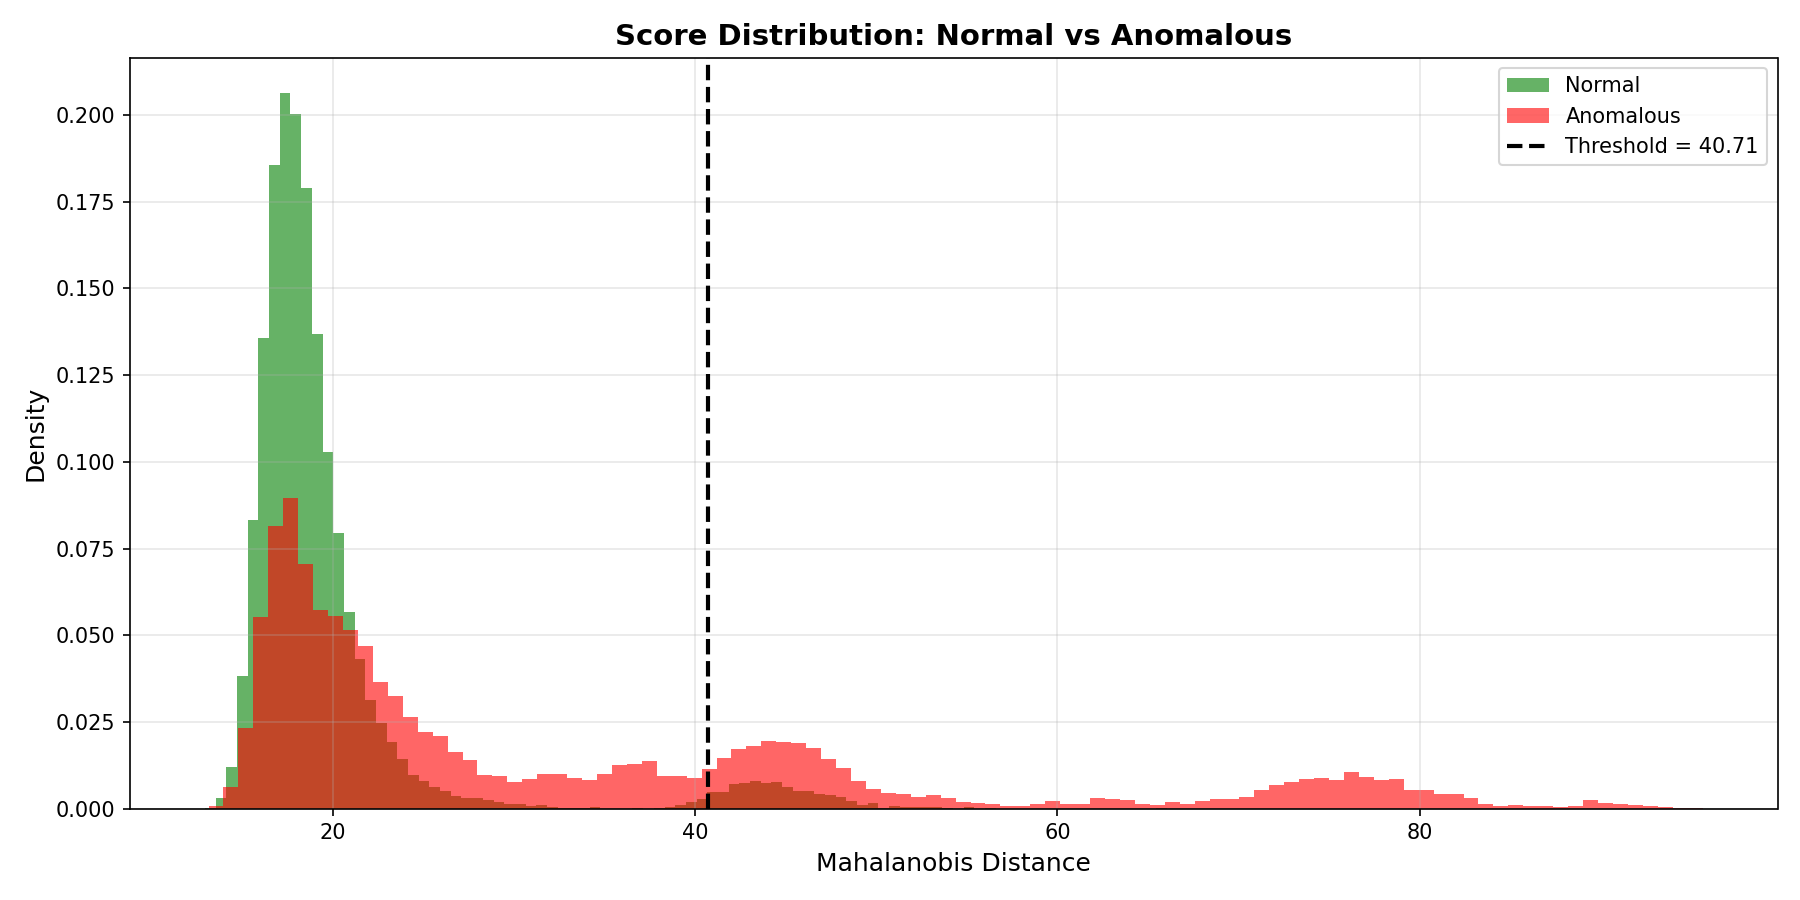 Score Distribution: Normal vs Anomalous
Normal
Anomalous
Threshold = 40.71
0.200
0.175
0.150
0.125
0.100
0.075
0.050
0.025
0.000
Density
20 40 60 80
Mahalanobis Distance